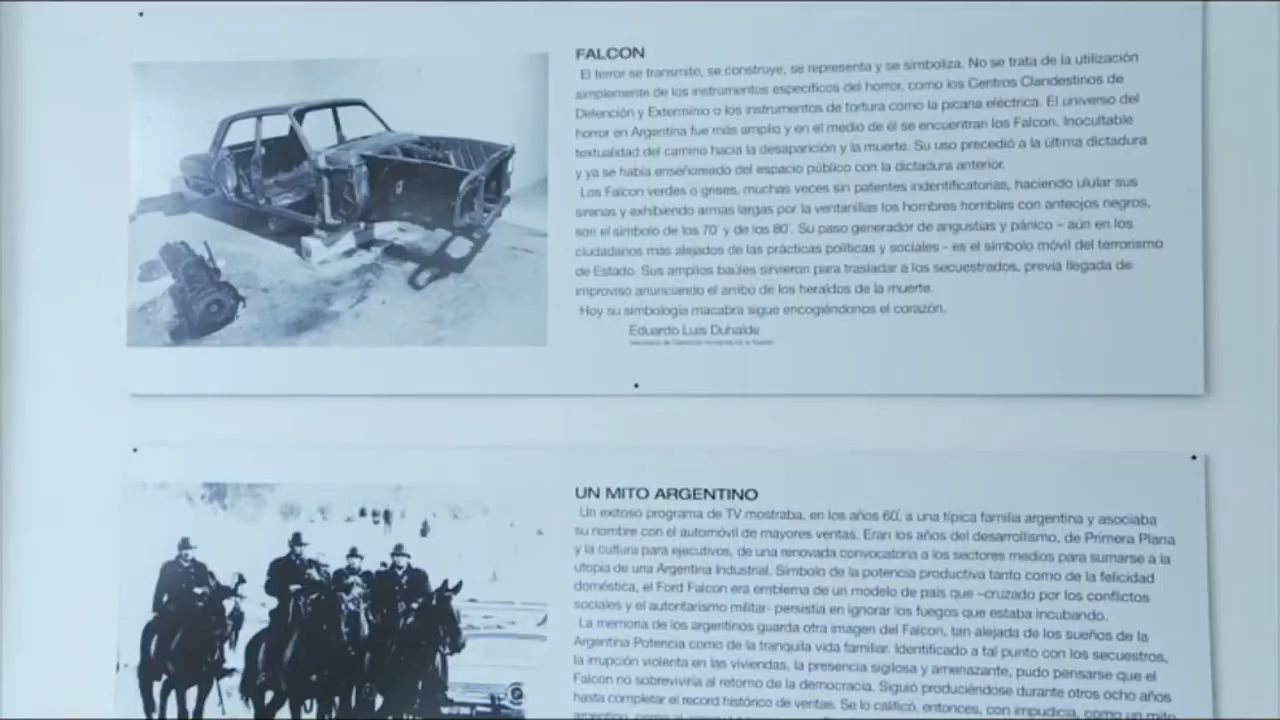 FALCON
El terror se transmite, se construye, se representa y se simboliza. No se trata de la utilización
simplemente de los instrumentos específicos del horror, como los Centros Clandestinos de
Detención y Exterminio o los instrumentos de tortura como la picana eléctrica. El universo del
horror en Argentina fue más amplio y en el medio de él se encuentran los Falcon. Inocultable
textualidad del camino hacia la desaparición y la muerte. Su uso precedió a la última dictadura
y ya se había enseñoreado del espacio público con la dictadura anterior.
Los Falcon verdes o grises, muchas veces sin patentes indentificatorias, haciendo ulular sus
sirenas y exhibiendo armas largas por la ventanillas los hombres horribles con anteojos negros,
son el símbolo de los 70' y de los 80'. Su paso generador de angustias y pánico – aún en los
ciudadanos más alejados de las prácticas políticas y sociales - es el símbolo móvil del terrorismo
de Estado. Sus amplios baúles sirvieron para trasladar a los secuestrados, previa llegada de
improviso anunciando el arribo de los heraldos de la muerte.
Hoy su simbología macabra sigue encogiéndonos el corazón.
Eduardo Luis Duhalde
UN MITO ARGENTINO
Un exitoso programa de TV mostraba, en los años 60', a una típica familia argentina y asociaba
su nombre con el automóvil de mayores ventas. Eran los años del desarrollismo, de Primera Plana
y la cultura para ejecutivos, de una renovada convocatoria a los sectores medios para sumarse a la
utopía de una Argentina Industrial. Símbolo de la potencia productiva tanto como de la felicidad
doméstica, el Ford Falcon era emblema de un modelo de país que –cruzado por los conflictos
sociales y el autoritarismo militar- persistía en ignorar los fuegos que estaba incubando.
La memoria de los argentinos guarda otra imagen del Falcon, tan alejada de los sueños de la
Argentina Potencia como de la tranquila vida familiar. Identificado a tal punto con los secuestros,
la irrupción violenta en las viviendas, la presencia sigilosa y amenazante, pudo pensarse que el
Falcon no sobreviviría al retorno de la democracia. Siguió produciéndose durante otros ocho años
hasta completar el record histórico de ventas. Se lo calificó, entonces, con impudicia, como un mito